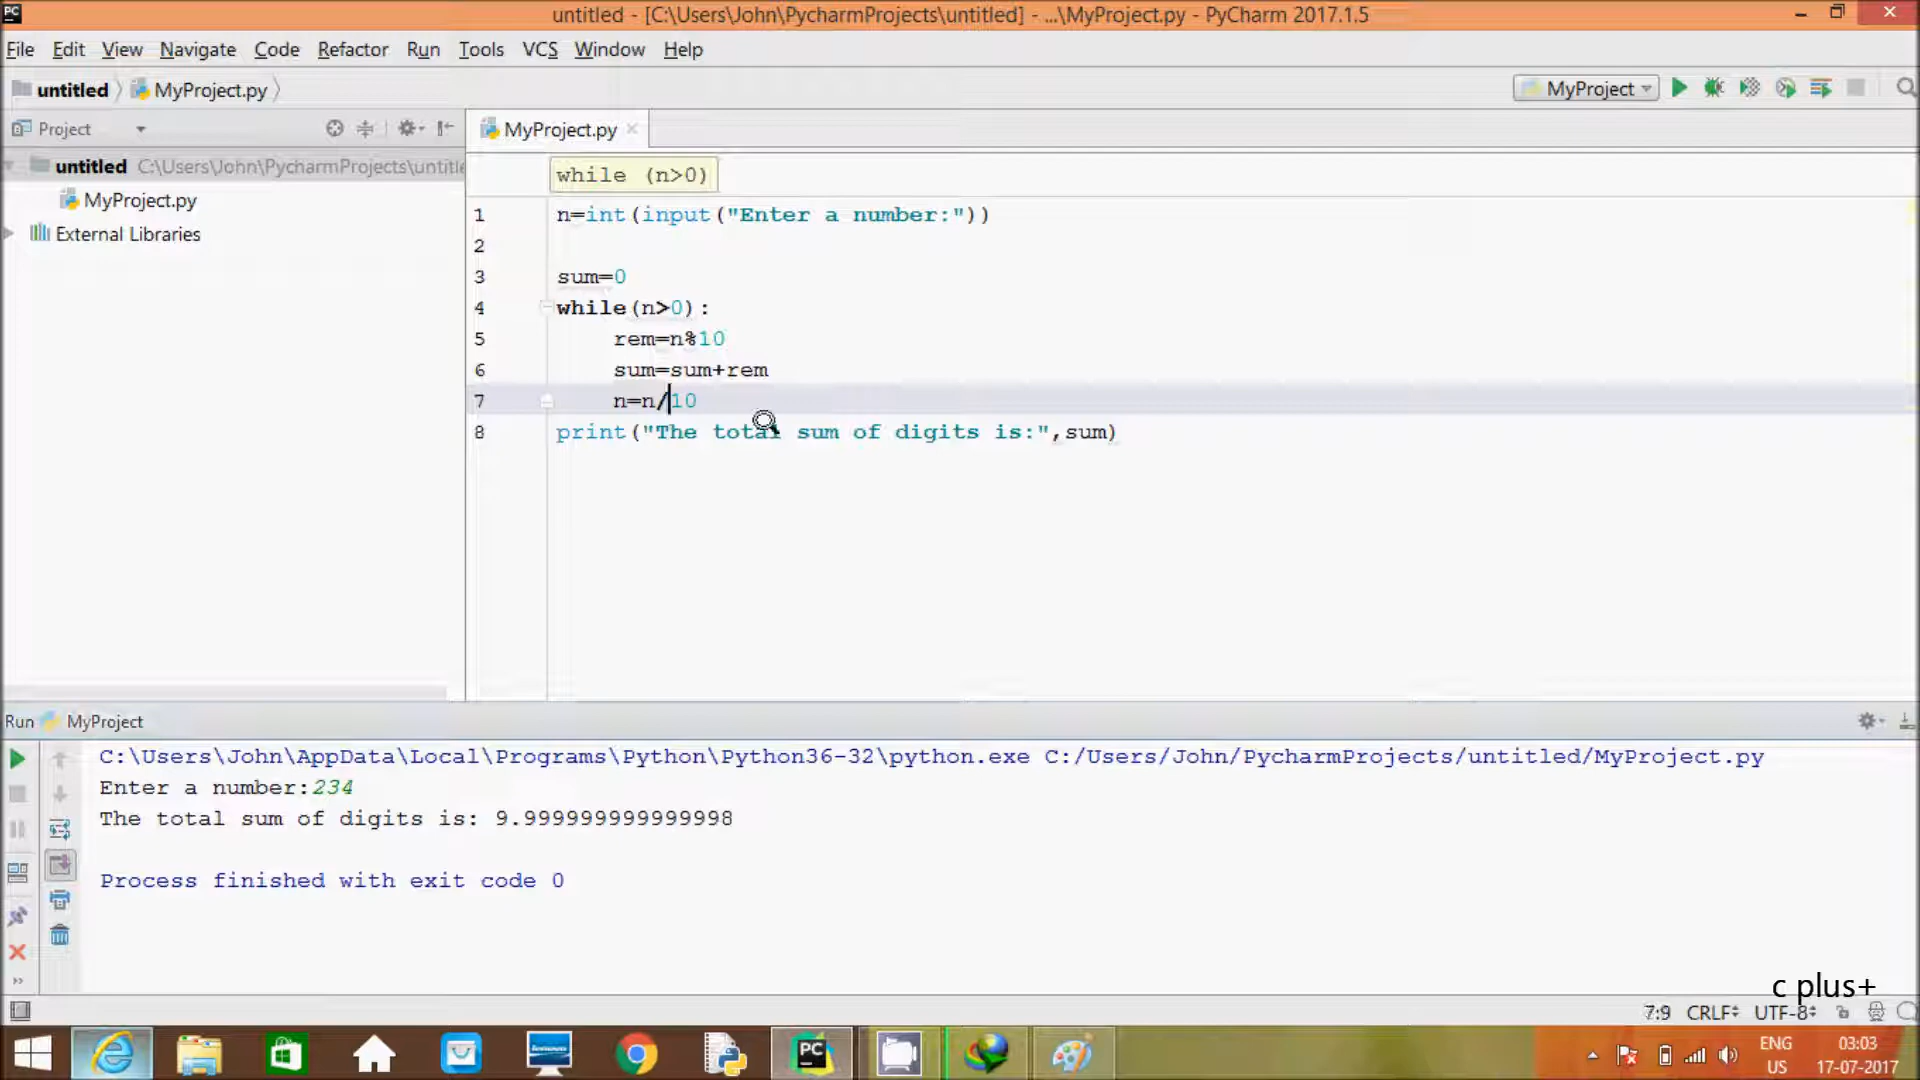 PC
untitled - [C:\Users\John\PycharmProjects\untitled] - ...\MyProject.py - PyCharm 2017.1.5
File Edit View Navigate Code Refactor Run Tools VCS Window Help
untitled MyProject.py
MyProject
Project
MyProject.py
untitled C:\Users\John\PycharmProjects\untitle
MyProject.py
External Libraries
while (n>0)
1 n=int(input("Enter a number:"))
2
3 sum=0
4 while(n>0):
5 rem=n%10
6 sum=sum+rem
7 n=n/10
8 print("The total sum of digits is:",sum)
Run MyProject
C:\Users\John\AppData\Local\Programs\Python\Python36-32\python.exe C:/Users/John/PycharmProjects/untitled/MyProject.py
Enter a number:234
The total sum of digits is: 9.999999999999998
Process finished with exit code 0
c plus+
7:9 CRLF UTF-8
PC
ENG
US
03:03
17-07-2017